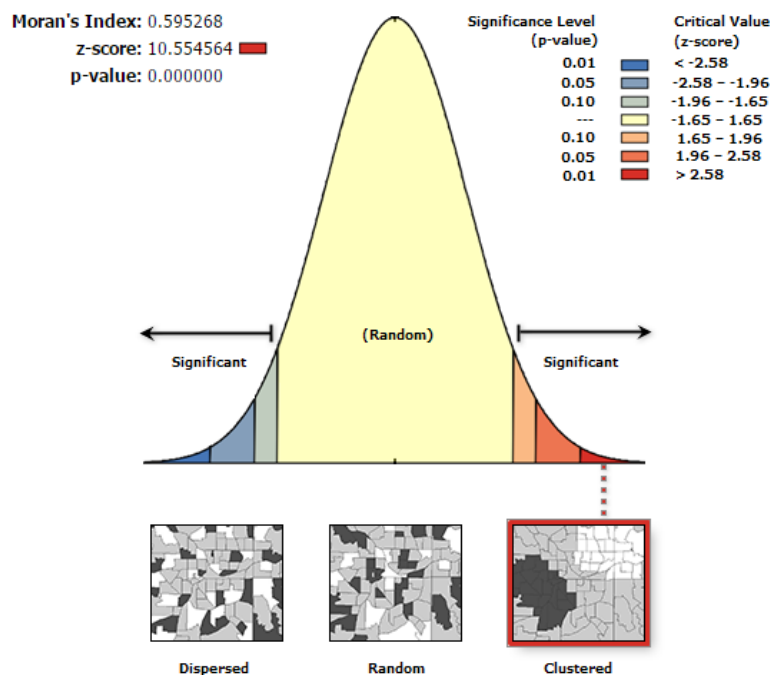 Moran's Index: 0.595268
z-score: 10.554564
p-value: 0.000000
Significance Level
(p-value)
Critical Value
(z-score)
0.01 < -2.58
0.05 -2.58 – -1.96
0.10 -1.96 – -1.65
--- -1.65 – 1.65
0.10 1.65 – 1.96
0.05 1.96 – 2.58
0.01 > 2.58
(Random)
Significant
Significant
Dispersed
Random
Clustered